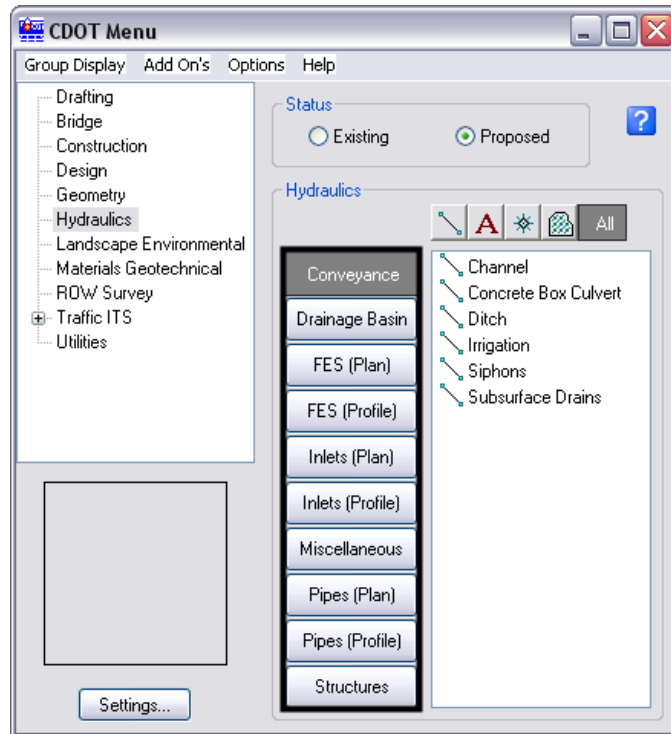 CDOT Menu
Group Display Add On's Options Help
Drafting
Bridge
Construction
Design
Geometry
Hydraulics
Landscape Environmental
Materials Geotechnical
ROW Survey
Traffic ITS
Utilities
Settings...
Status
Existing Proposed
?
Hydraulics
A All
Conveyance
Drainage Basin
FES (Plan)
FES (Profile)
Inlets (Plan)
Inlets (Profile)
Miscellaneous
Pipes (Plan)
Pipes (Profile)
Structures
Channel
Concrete Box Culvert
Ditch
Irrigation
Siphons
Subsurface Drains